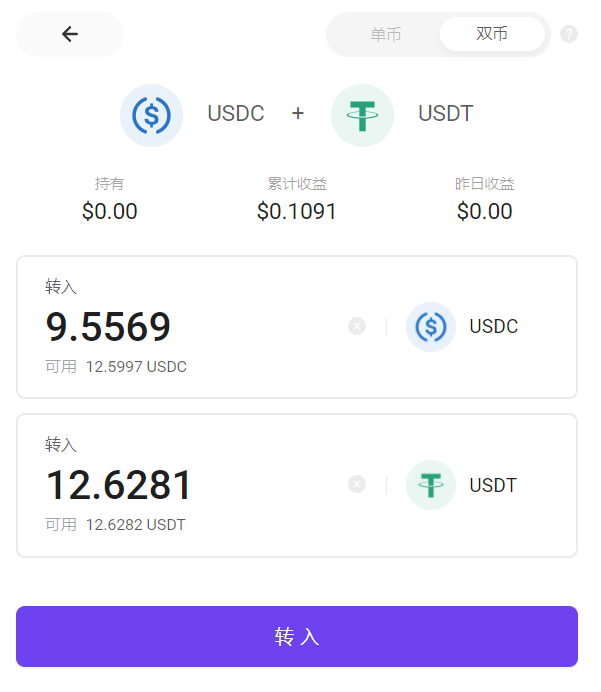 单币 双币 ?
USDC + USDT
持有 累计收益 昨日收益
$0.00 $0.1091 $0.00
转入
9.5569 USDC
可用 12.5997 USDC
转入
12.6281 USDT
可用 12.6282 USDT
转入